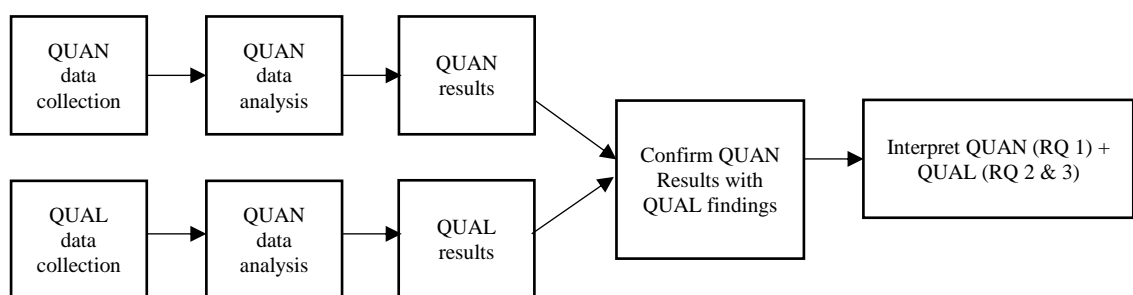 QUAN
data
collection
QUAN
data
analysis
QUAN
results
Confirm QUAN
Results with
QUAL findings
Interpret QUAN (RQ 1) +
QUAL (RQ 2 & 3)
QUAL
data
collection
QUAN
data
analysis
QUAL
results